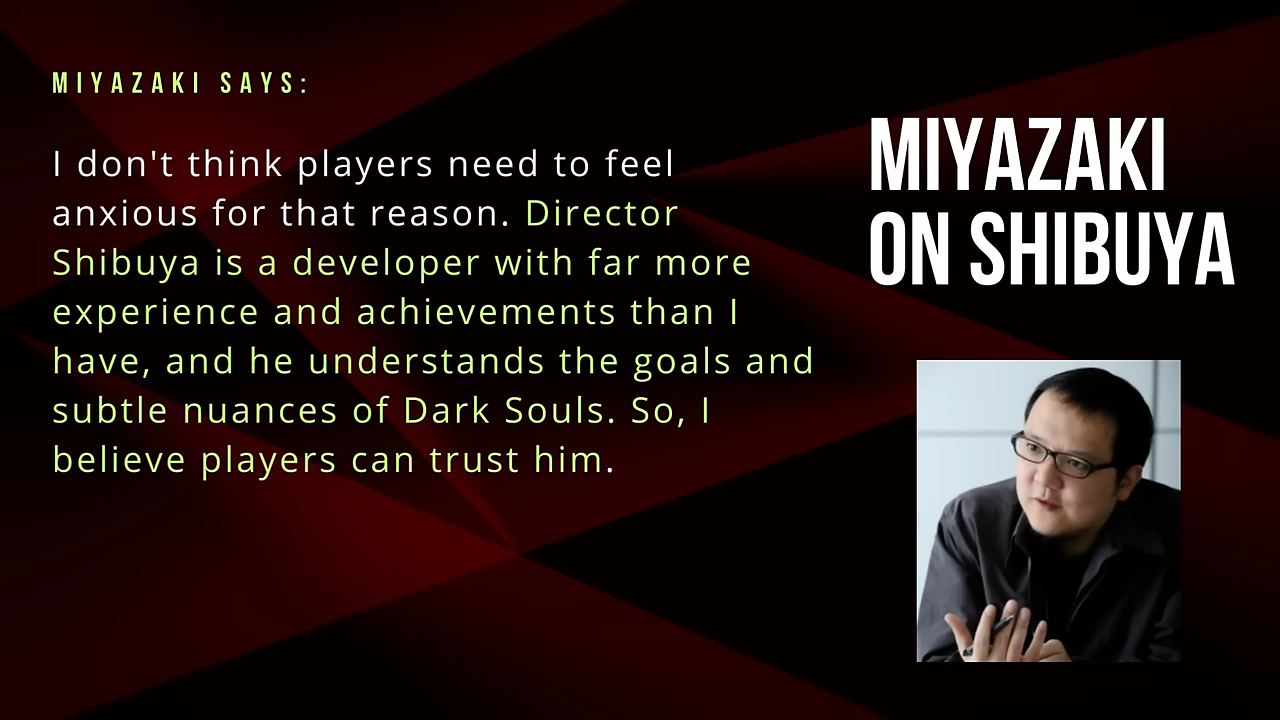 MIYAZAKI SAYS:
I don't think players need to feel
anxious for that reason. Director
Shibuya is a developer with far more
experience and achievements than I
have, and he understands the goals and
subtle nuances of Dark Souls. So, I
believe players can trust him.
MIYAZAKI
ON SHIBUYA